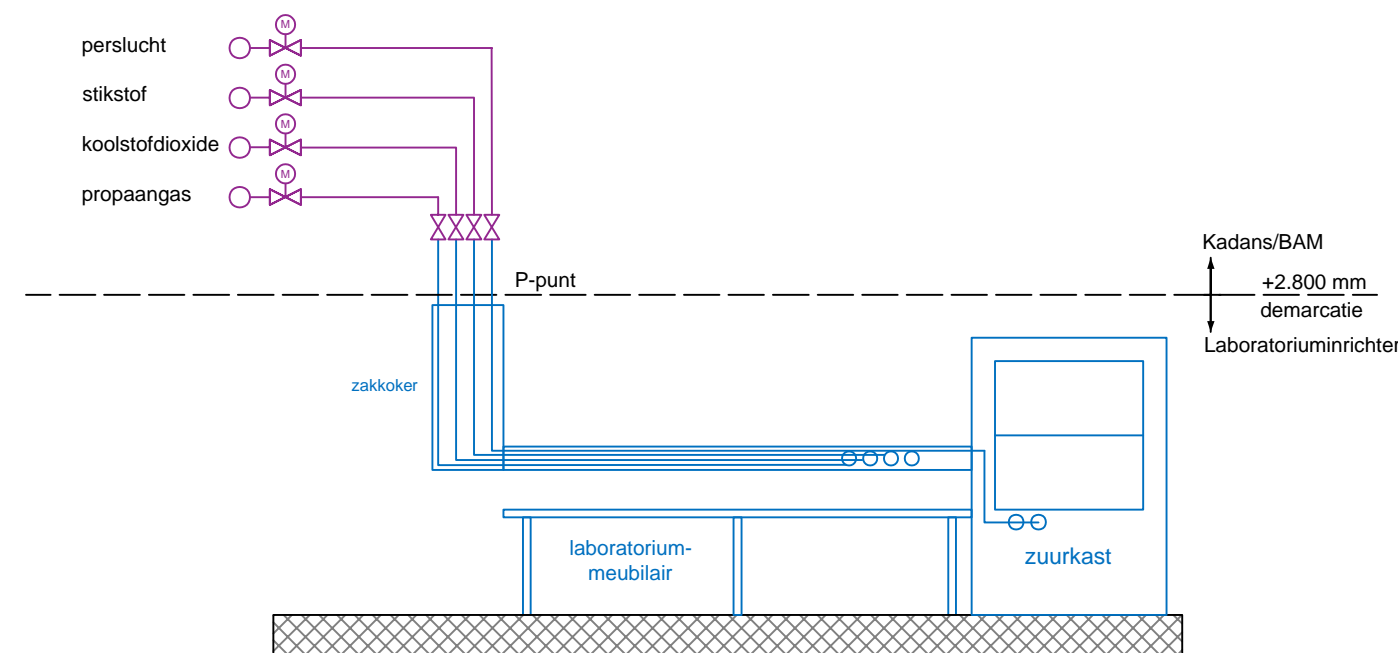 perslucht
M
stikstof
M
koolstofdioxide
M
propaangas
M
Kadans/BAM
P-punt
+2.800 mm
demarcatie
Laboratoriuminrichter
zakkoker
laboratorium-
meubilair
zuurkast